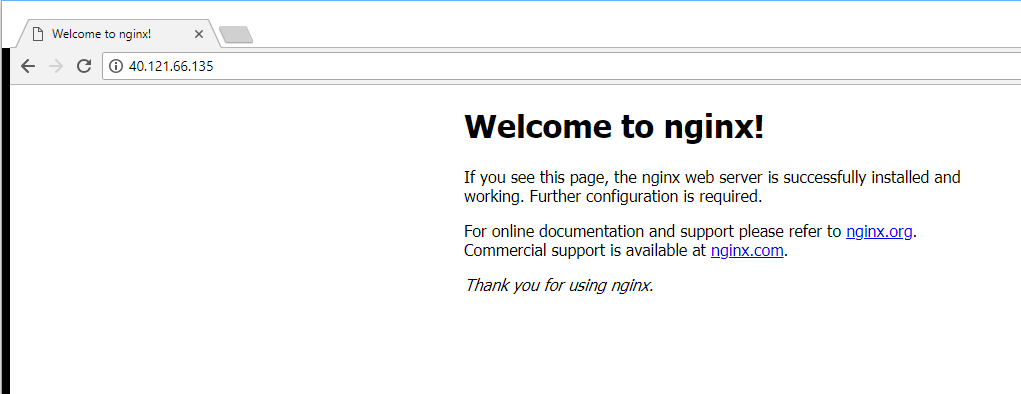 Welcome to nginx!
40.121.66.135
Welcome to nginx!
If you see this page, the nginx web server is successfully installed and
working. Further configuration is required.
For online documentation and support please refer to nginx.org.
Commercial support is available at nginx.com.
Thank you for using nginx.